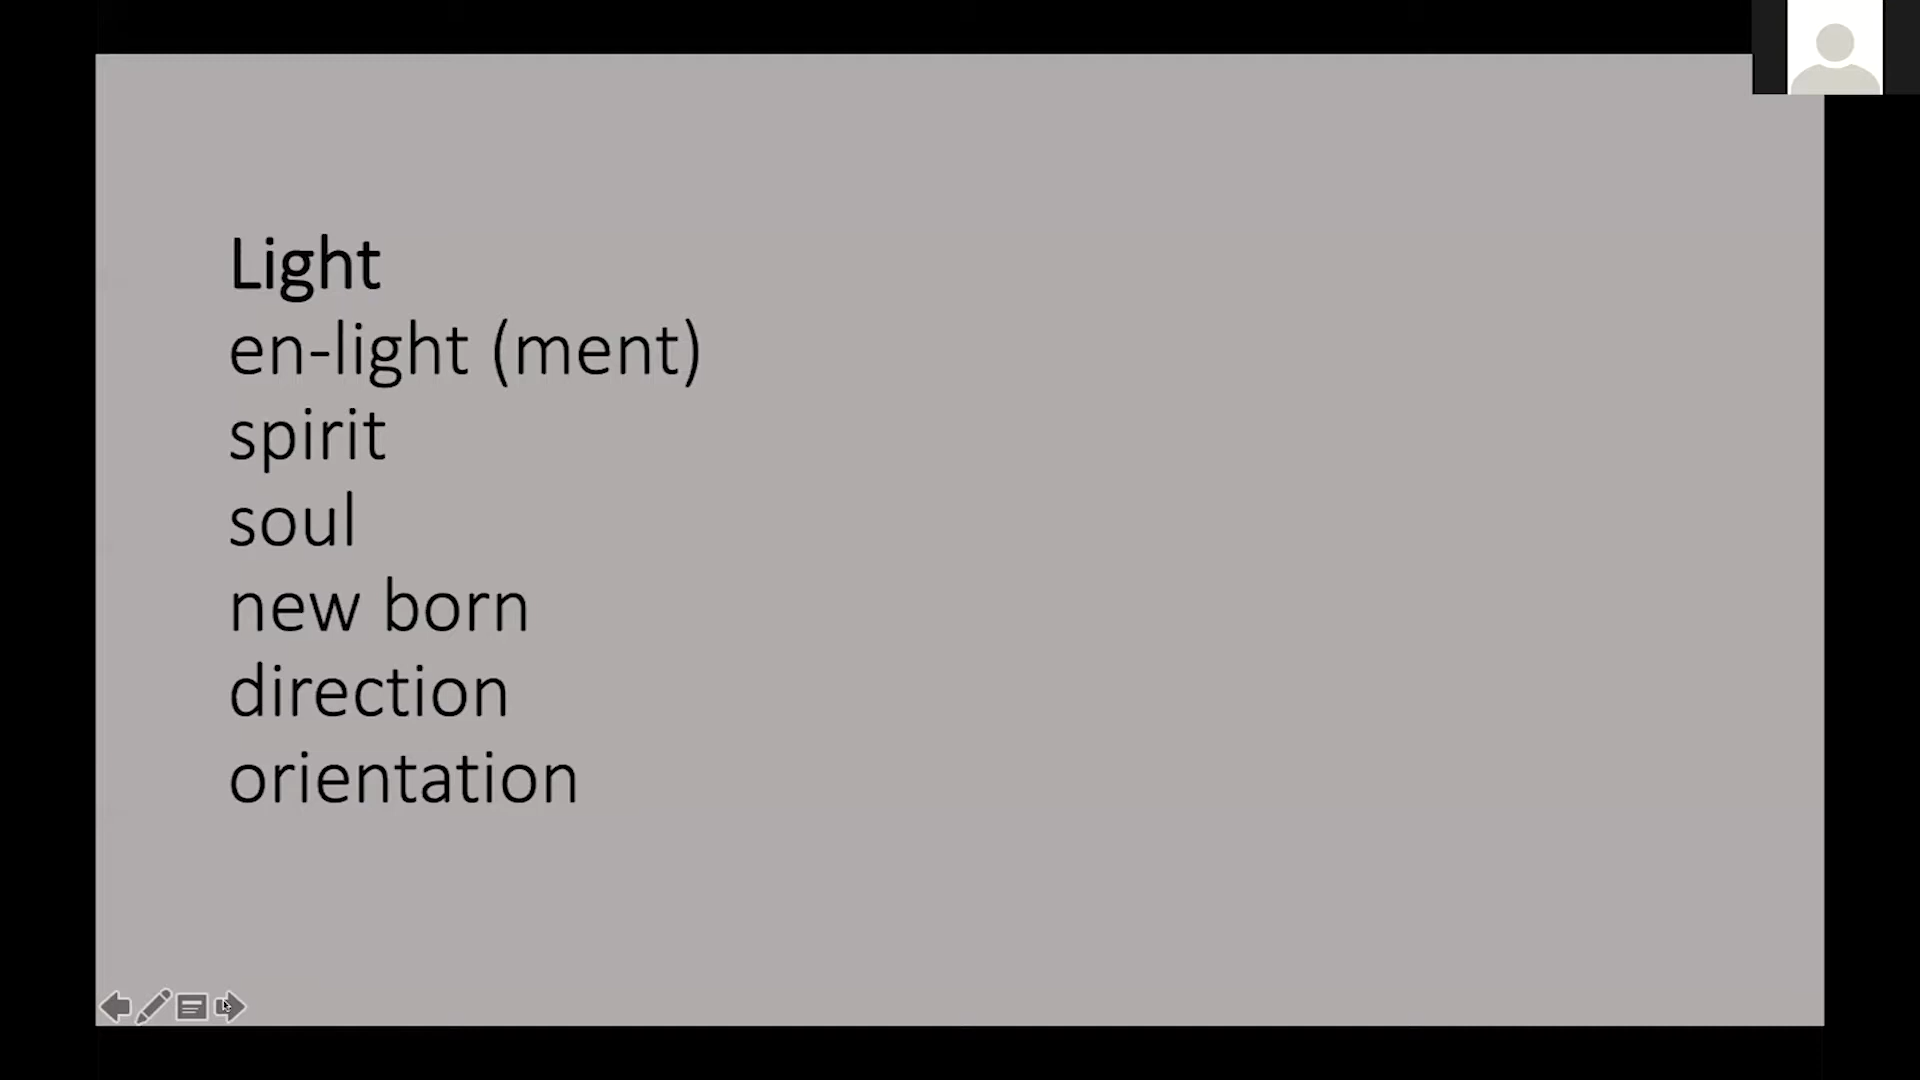 Light
en-light (ment)
spirit
soul
new born
direction
orientation